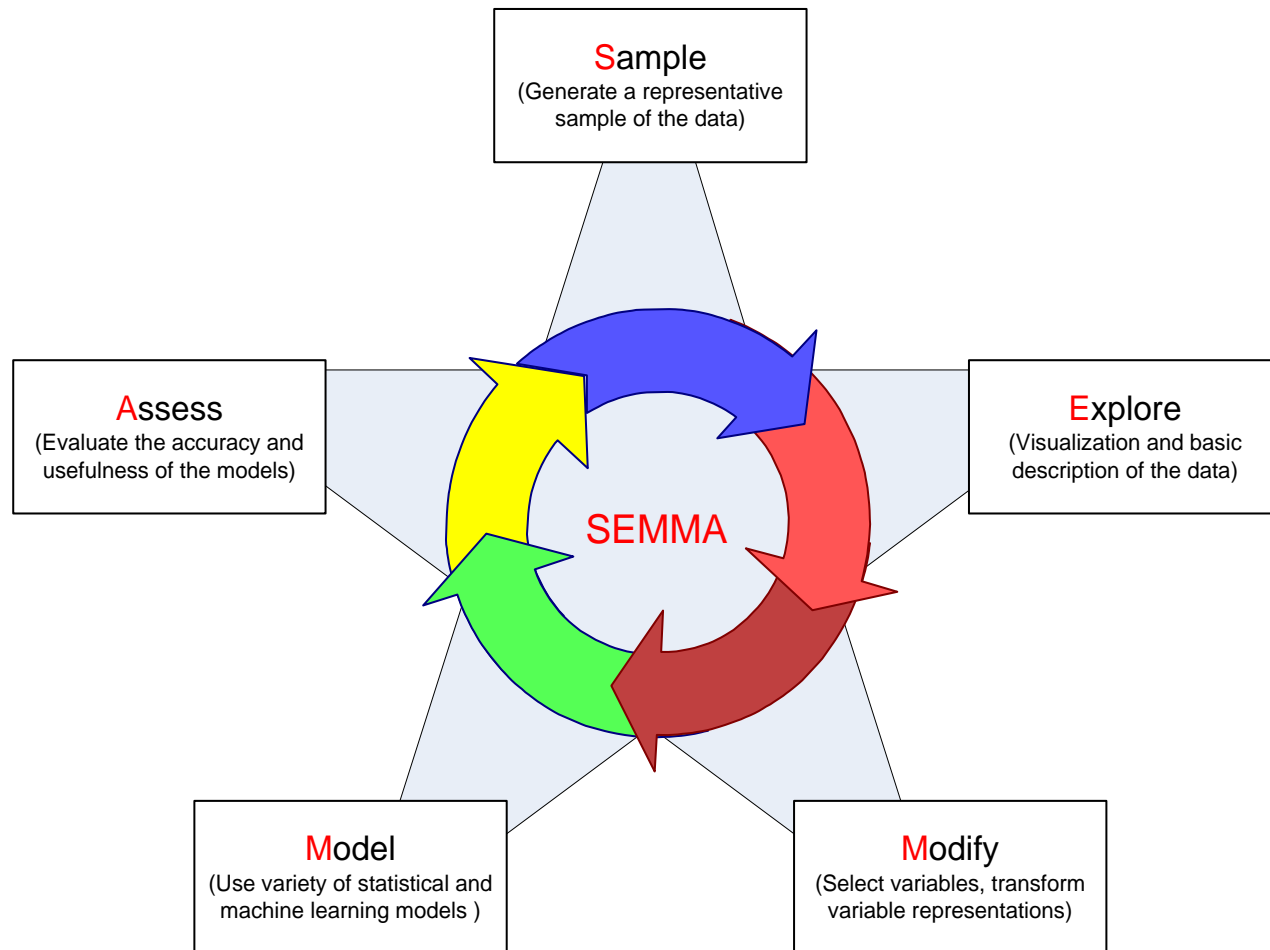 Sample
(Generate a representative
sample of the data)
Assess
(Evaluate the accuracy and
usefulness of the models)
Explore
(Visualization and basic
description of the data)
SEMMA
Model
(Use variety of statistical and
machine learning models )
Modify
(Select variables, transform
variable representations)